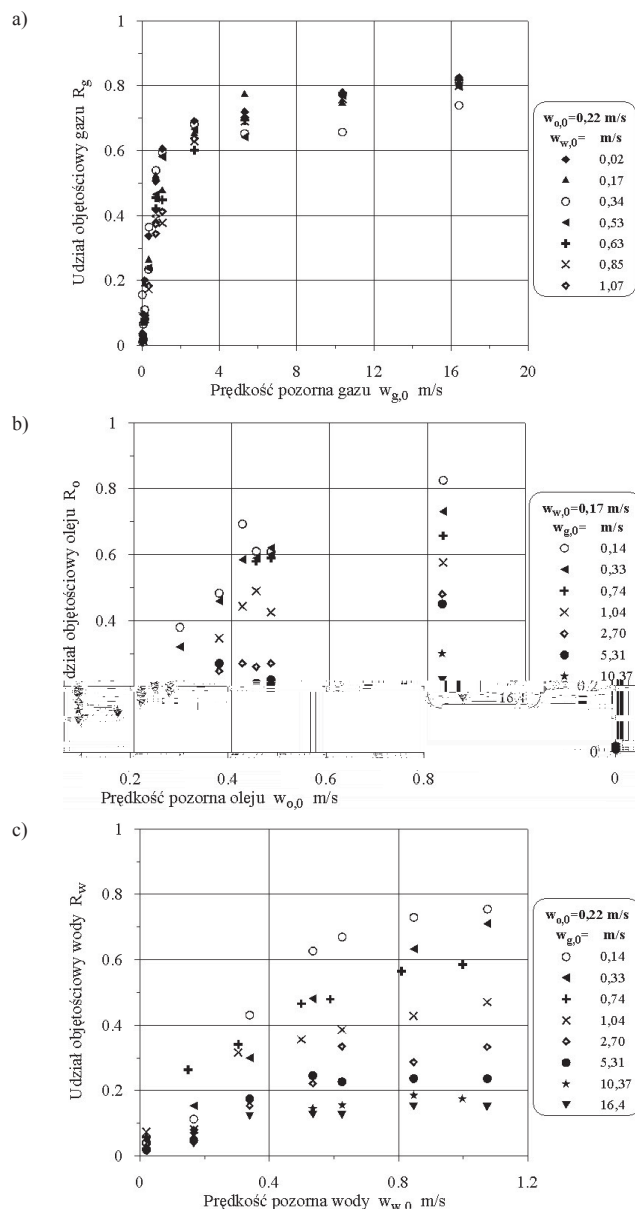 a)
1
0.8
0.6
0.4
0.2
0
Udział objętościowy gazu R_g
0 4 8 12 16 20
Prędkość pozorna gazu w_g,0 m/s
w_o,0=0,22 m/s
w_w,0= m/s
0,02
0,17
0,34
0,53
0,63
0,85
1,07
b)
1
0.8
0.6
0.4
dział objętościowy oleju R_o
16,4
0.2
0
0.2 0.4 0.6 0.8 0
Prędkość pozorna oleju w_o,0 m/s
w_w,0=0,17 m/s
w_g,0= m/s
0,14
0,33
0,74
1,04
2,70
5,31
10,37
c)
1
0.8
0.6
0.4
0.2
0
Udział objętościowy wody R_w
0 0.4 0.8 1.2
Prędkość pozorna wody w_w,0 m/s
w_o,0=0,22 m/s
w_g,0= m/s
0,14
0,33
0,74
1,04
2,70
5,31
10,37
16,4